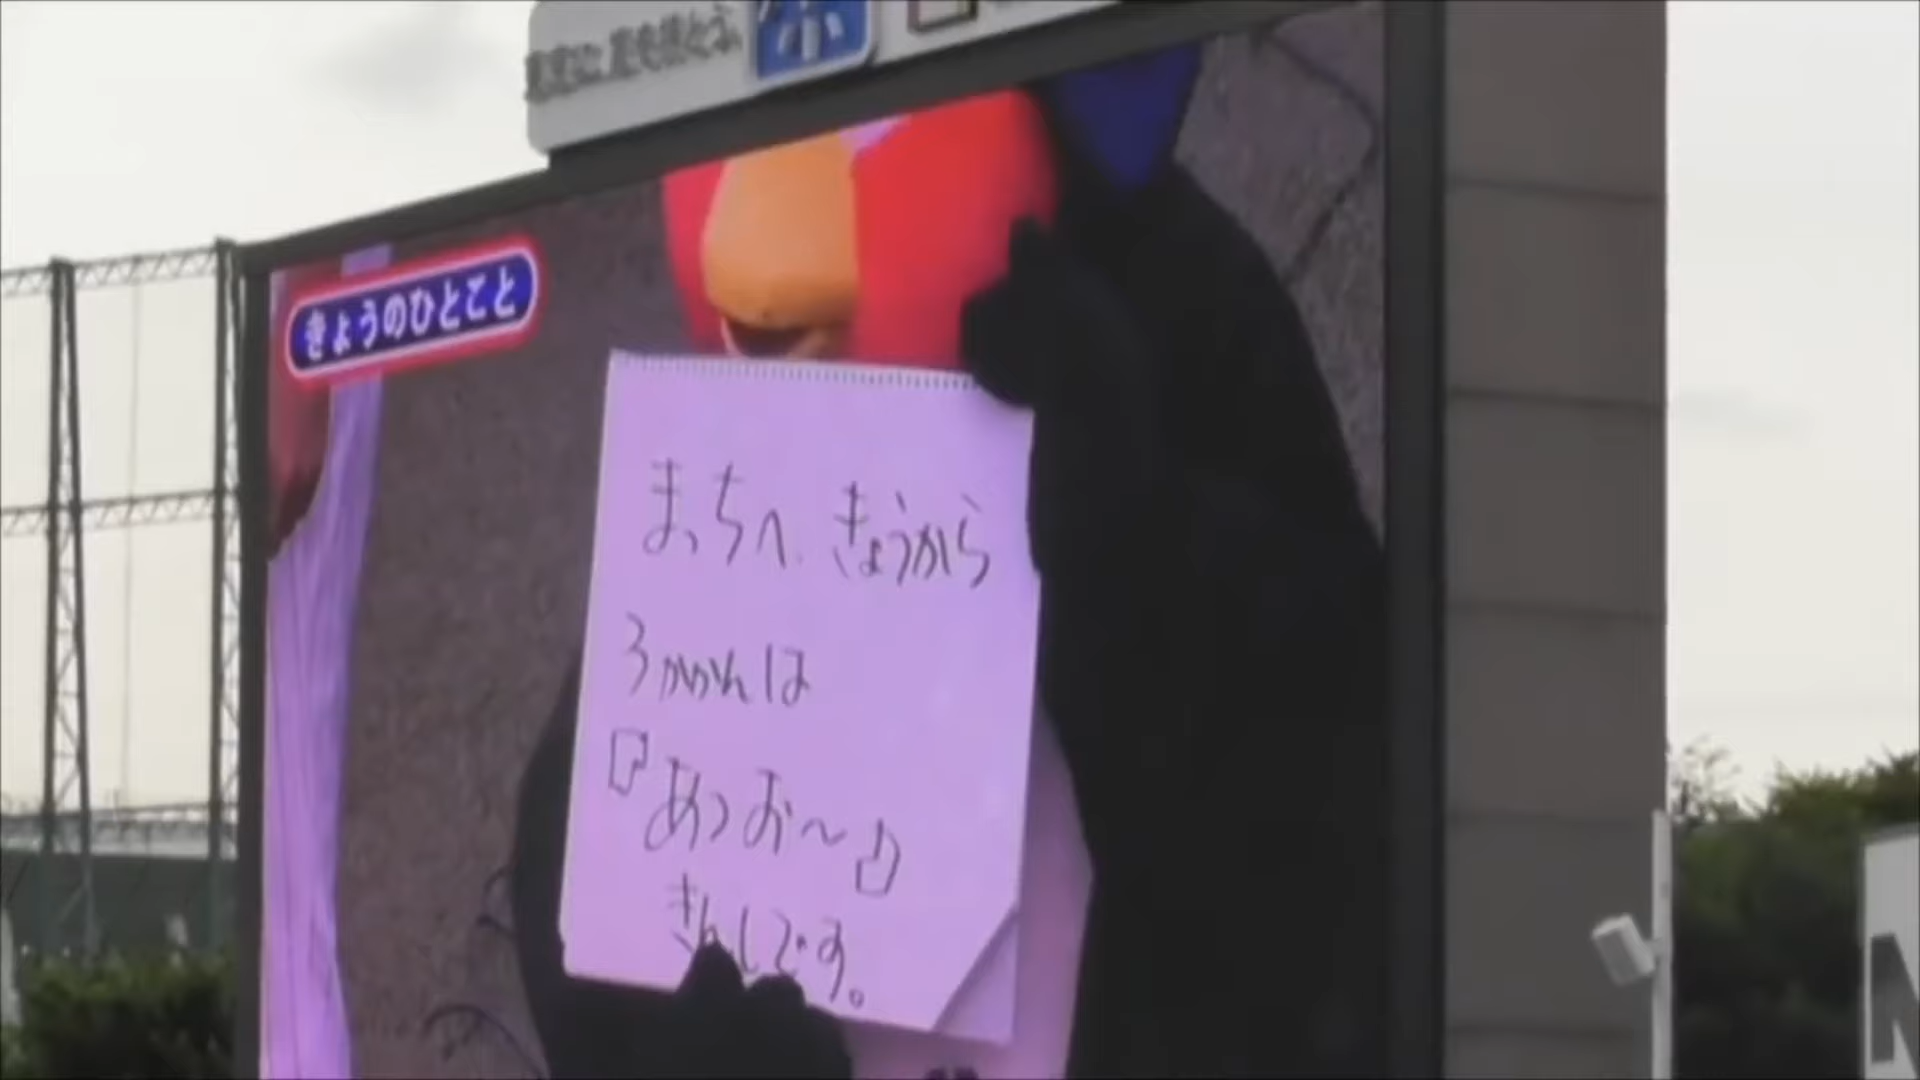 きょうのひとこと
まっちへ. きょうから
3かかんは
『あつお〜』
きんしです。